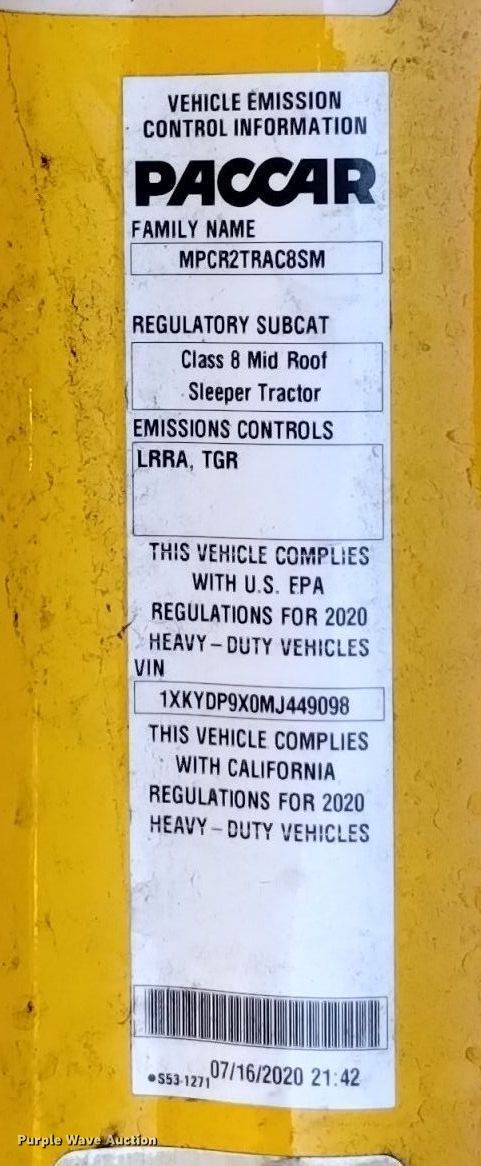 VEHICLE EMISSION
CONTROL INFORMATION
PACCAR
FAMILY NAME
MPCR2TRAC8SM
REGULATORY SUBCAT
Class 8 Mid Roof
Sleeper Tractor
EMISSIONS CONTROLS
LRRA, TGR
THIS VEHICLE COMPLIES
WITH U.S. EPA
REGULATIONS FOR 2020
HEAVY-DUTY VEHICLES
VIN
1XKYDP9X0MJ449098
THIS VEHICLE COMPLIES
WITH CALIFORNIA
REGULATIONS FOR 2020
HEAVY-DUTY VEHICLES
•S53-1271 07/16/2020 21:42
Purple Wave Auction